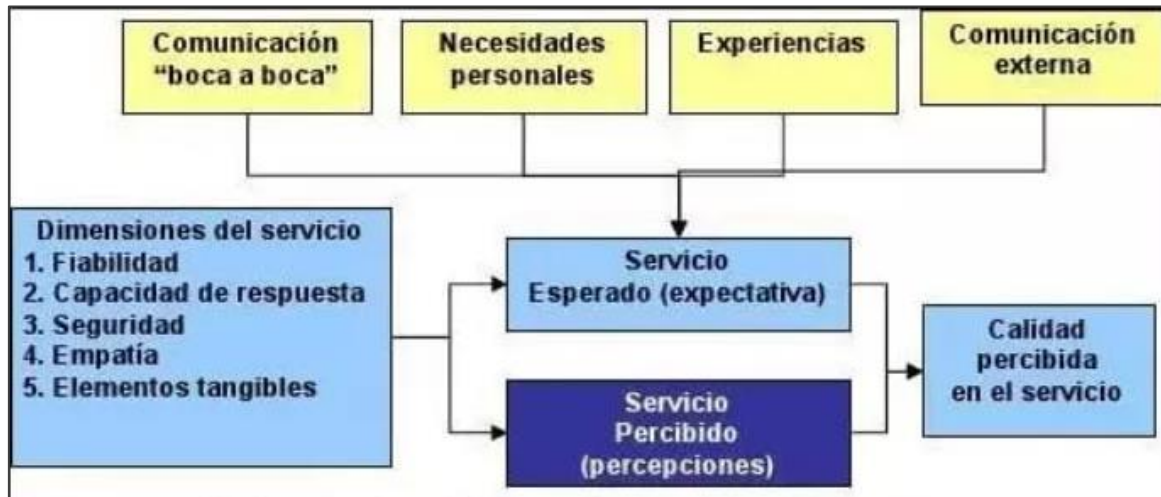 Comunicación
“boca a boca”
Necesidades
personales
Experiencias
Comunicación
externa
Dimensiones del servicio
1. Fiabilidad
2. Capacidad de respuesta
3. Seguridad
4. Empatía
5. Elementos tangibles
Servicio
Esperado (expectativa)
Servicio
Percibido
(percepciones)
Calidad
percibida
en el servicio